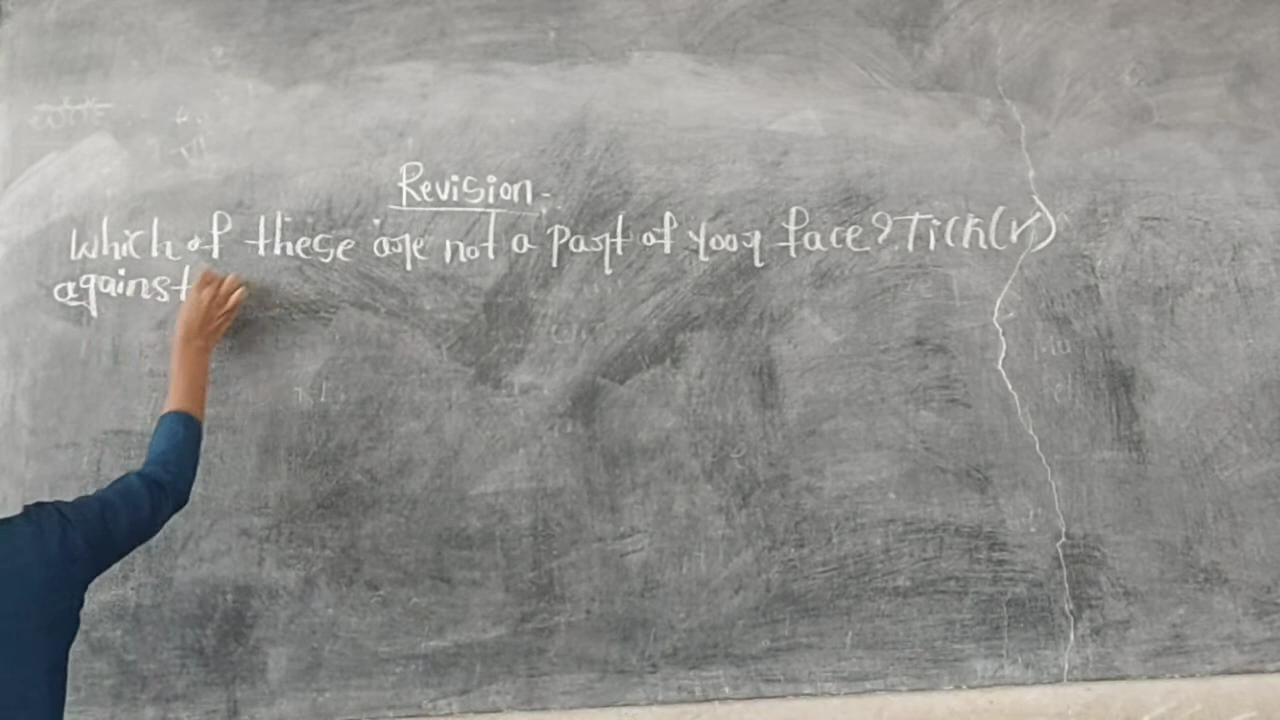 Revision.
Which of these are not a part of your face? Tick (✓)
against